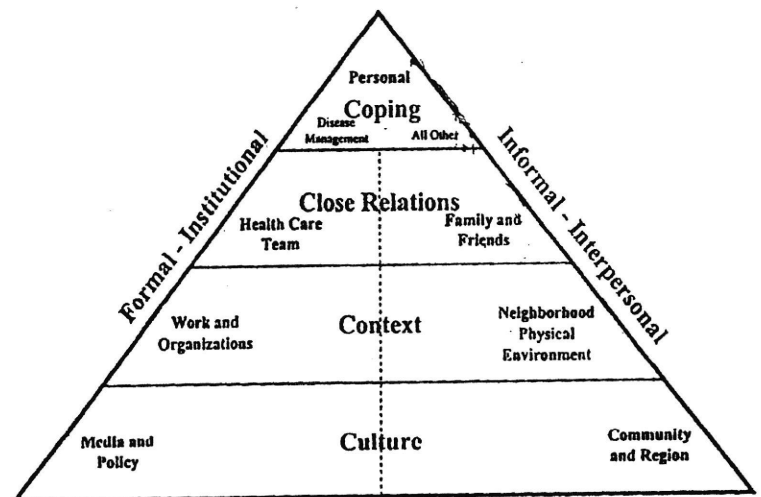 Personal
Coping
Disease
Management
All Other
Formal - Institutional
Informal - Interpersonal
Close Relations
Health Care
Team
Family and
Friends
Work and
Organizations
Context
Neighborhood
Physical
Environment
Media and
Policy
Culture
Community
and Region